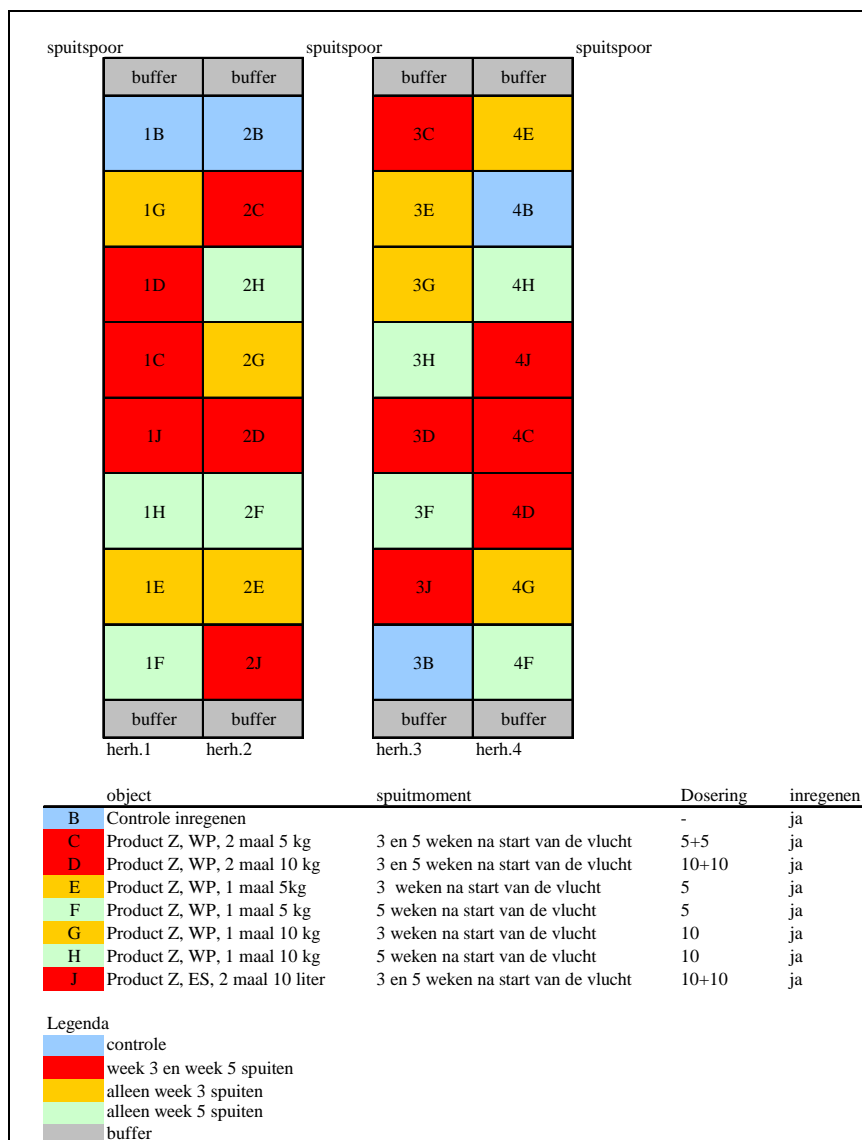 spuitspoor spuitspoor spuitspoor
buffer buffer buffer buffer
1B 2B 3C 4E
1G 2C 3E 4B
1D 2H 3G 4H
1C 2G 3H 4J
1J 2D 3D 4C
1H 2F 3F 4D
1E 2E 3J 4G
1F 2J 3B 4F
buffer buffer buffer buffer
herh.1 herh.2 herh.3 herh.4
object spuitmoment Dosering inregenen
B Controle inregenen - ja
C Product Z, WP, 2 maal 5 kg 3 en 5 weken na start van de vlucht 5+5 ja
D Product Z, WP, 2 maal 10 kg 3 en 5 weken na start van de vlucht 10+10 ja
E Product Z, WP, 1 maal 5kg 3 weken na start van de vlucht 5 ja
F Product Z, WP, 1 maal 5 kg 5 weken na start van de vlucht 5 ja
G Product Z, WP, 1 maal 10 kg 3 weken na start van de vlucht 10 ja
H Product Z, WP, 1 maal 10 kg 5 weken na start van de vlucht 10 ja
J Product Z, ES, 2 maal 10 liter 3 en 5 weken na start van de vlucht 10+10 ja
Legenda
controle
week 3 en week 5 spuiten
alleen week 3 spuiten
alleen week 5 spuiten
buffer